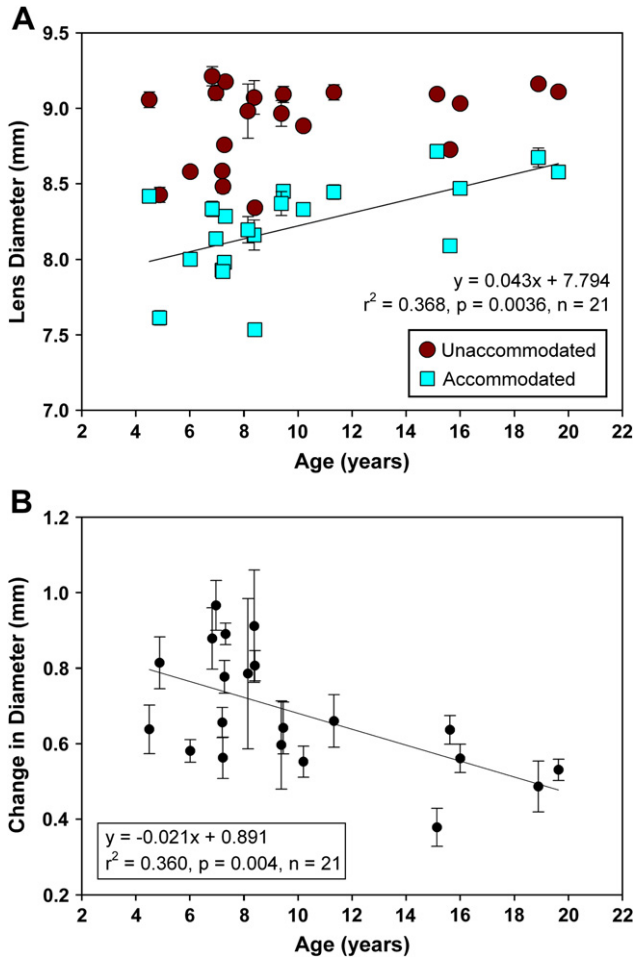 A
9.5
9.0
8.5
8.0
7.5
7.0
Lens Diameter (mm)
y = 0.043x + 7.794
r² = 0.368, p = 0.0036, n = 21
Unaccommodated
Accommodated
2 4 6 8 10 12 14 16 18 20 22
Age (years)
B
1.2
1.0
0.8
0.6
0.4
0.2
Change in Diameter (mm)
y = -0.021x + 0.891
r² = 0.360, p = 0.004, n = 21
2 4 6 8 10 12 14 16 18 20 22
Age (years)